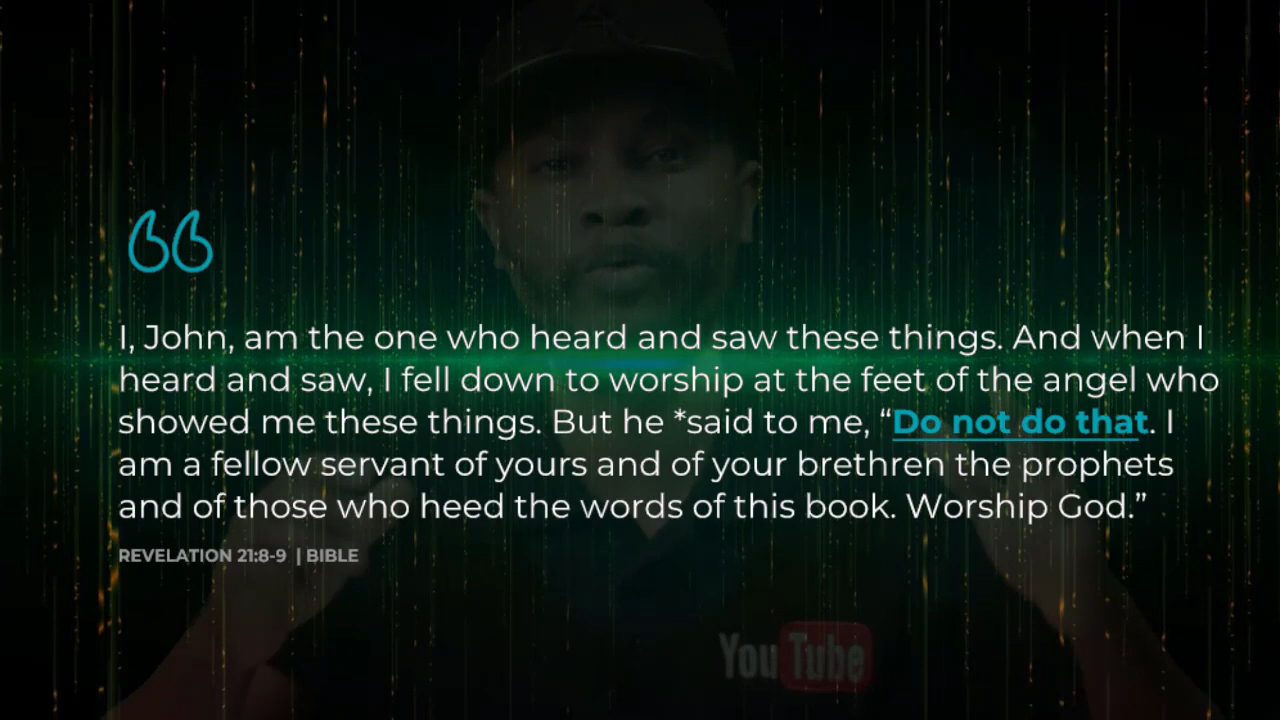 I, John, am the one who heard and saw these things. And when I
heard and saw, I fell down to worship at the feet of the angel who
showed me these things. But he *said to me, “Do not do that. I
am a fellow servant of yours and of your brethren the prophets
and of those who heed the words of this book. Worship God.”
REVELATION 21:8-9 | BIBLE
You Tube